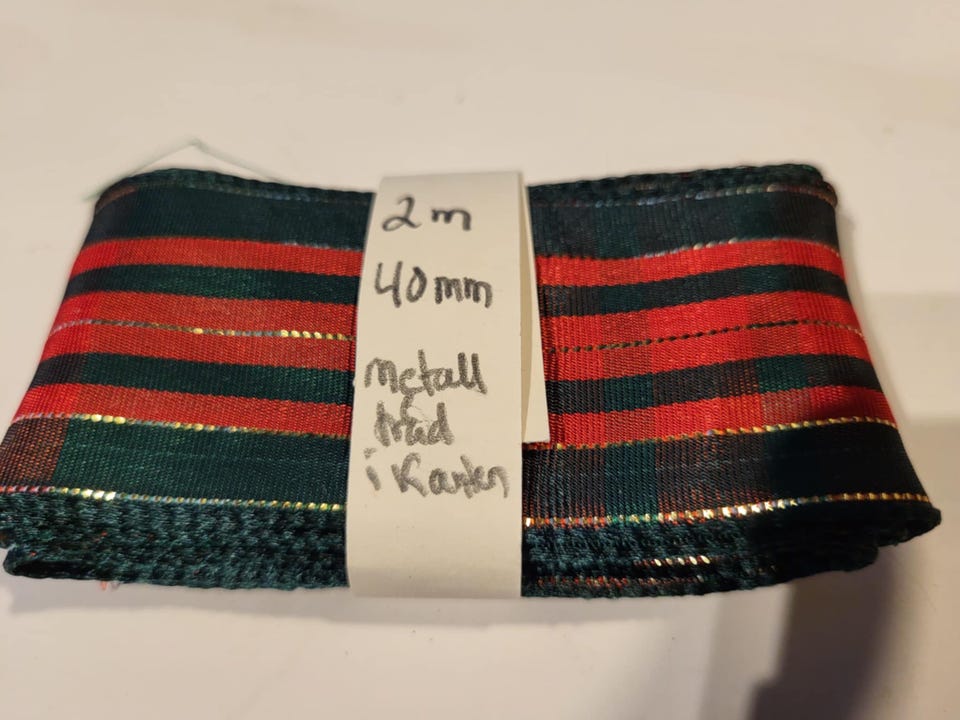 2m
40mm
metall
tråd
i Kanten